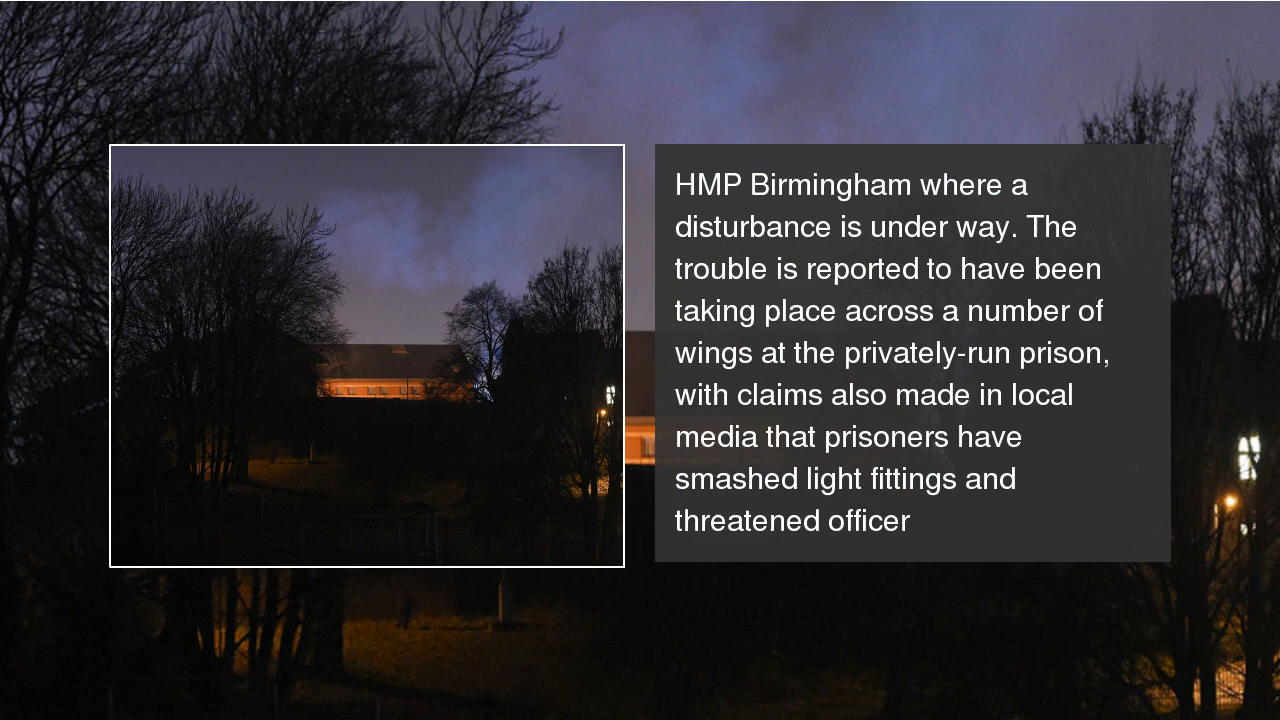 HMP Birmingham where a
disturbance is under way. The
trouble is reported to have been
taking place across a number of
wings at the privately-run prison,
with claims also made in local
media that prisoners have
smashed light fittings and
threatened officer